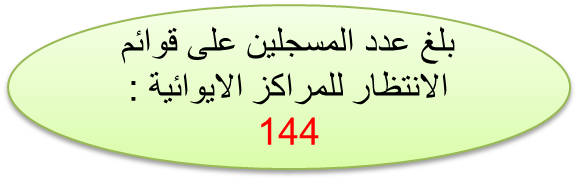 بلغ عدد المسجلين على قوائم
الانتظار للمراكز الايوائية :
144